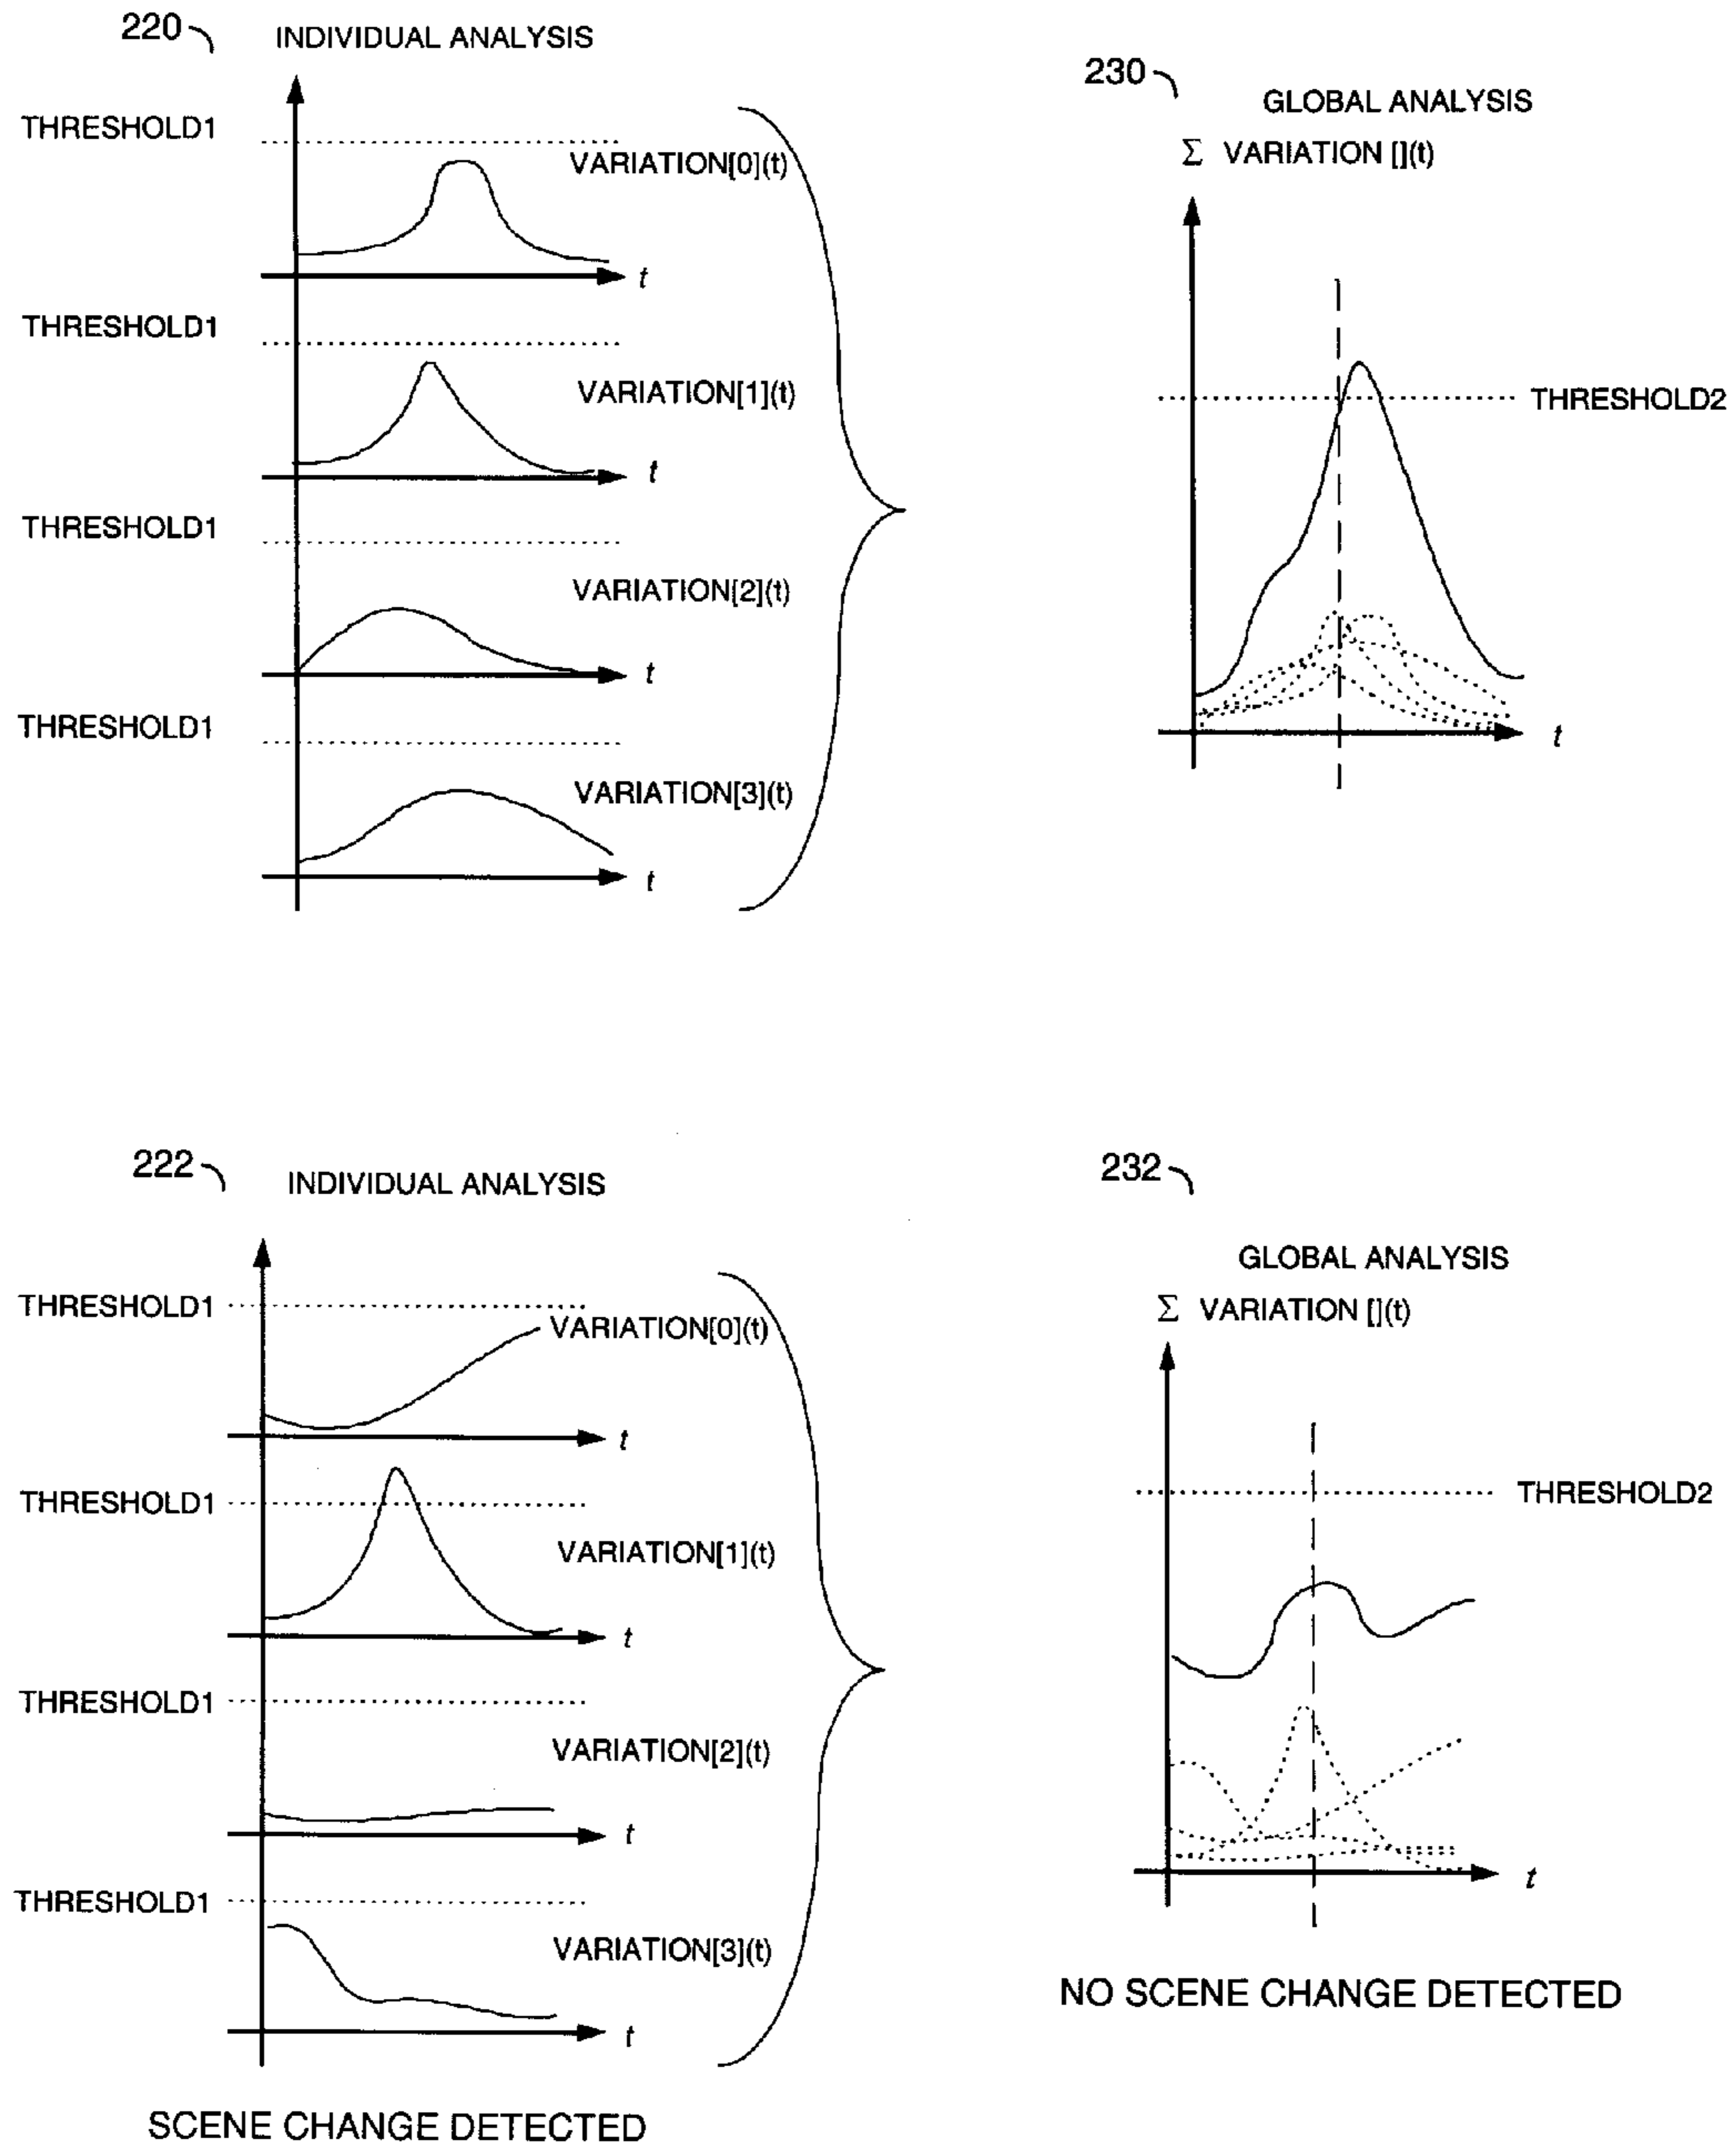 220
INDIVIDUAL ANALYSIS
THRESHOLD1
VARIATION[0](t)
t
THRESHOLD1
VARIATION[1](t)
t
THRESHOLD1
VARIATION[2](t)
t
THRESHOLD1
VARIATION[3](t)
t
230
GLOBAL ANALYSIS
Σ VARIATION [](t)
THRESHOLD2
t
222
INDIVIDUAL ANALYSIS
THRESHOLD1
VARIATION[0](t)
t
THRESHOLD1
VARIATION[1](t)
t
THRESHOLD1
VARIATION[2](t)
t
THRESHOLD1
VARIATION[3](t)
t
SCENE CHANGE DETECTED
232
GLOBAL ANALYSIS
Σ VARIATION [](t)
THRESHOLD2
t
NO SCENE CHANGE DETECTED